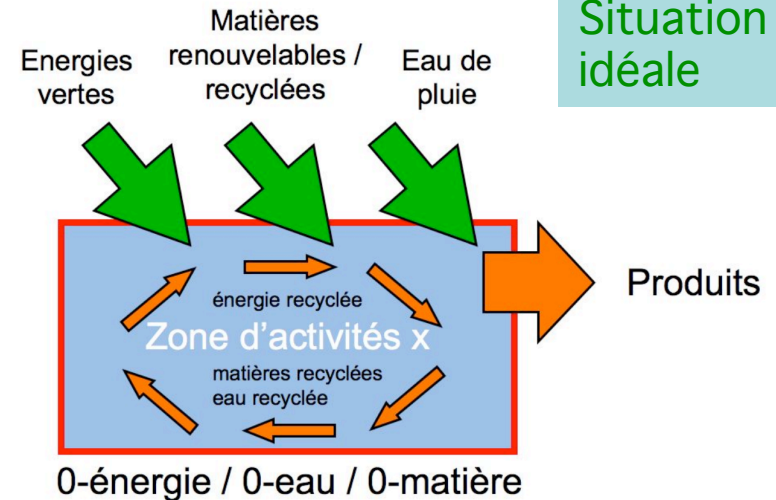 Situation
idéale
Energies
vertes
Matières
renouvelables /
recyclées
Eau de
pluie
énergie recyclée
Zone d'activités x
matières recyclées
eau recyclée
Produits
0-énergie / 0-eau / 0-matière